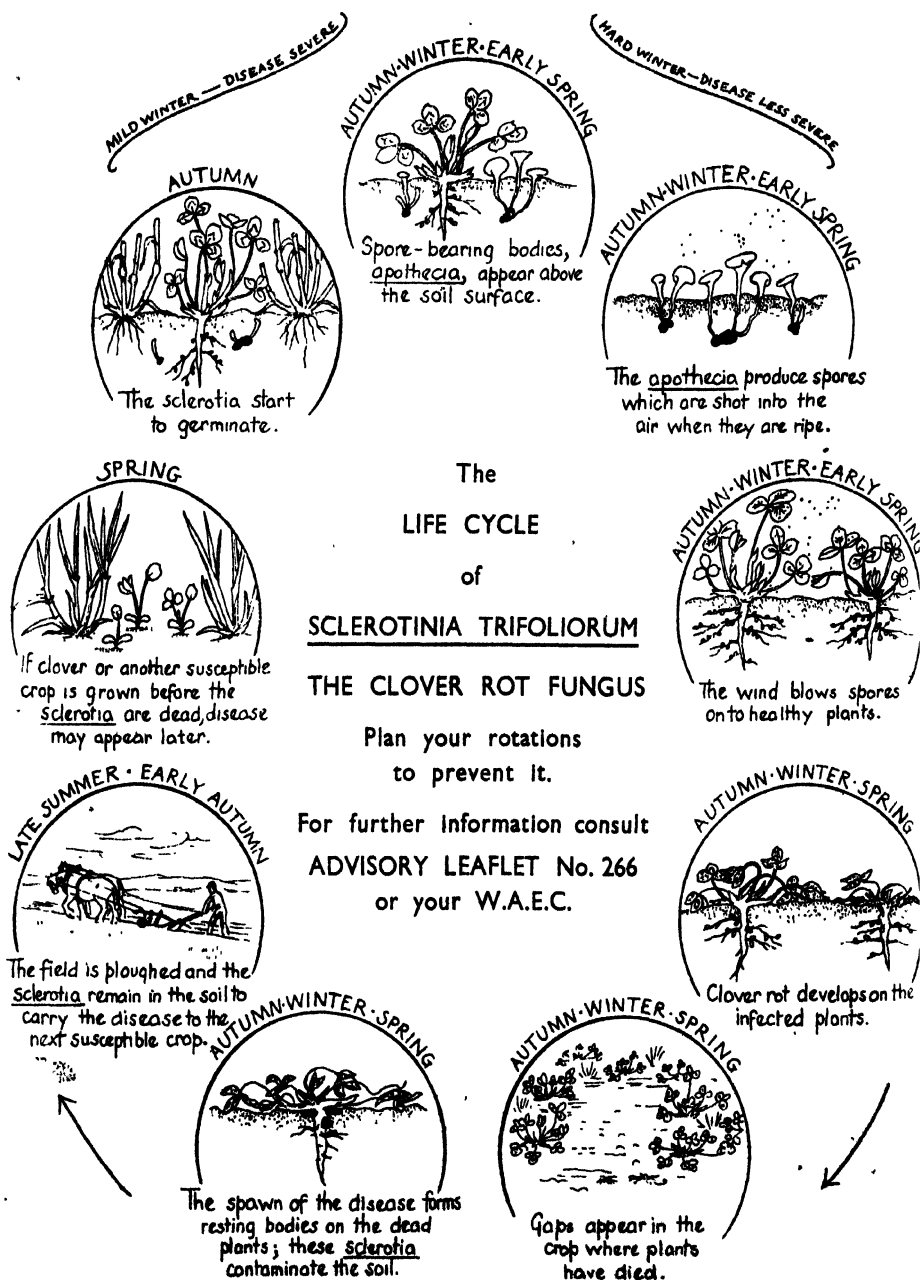 MILD WINTER — DISEASE SEVERE
HARD WINTER—DISEASE LESS SEVERE
AUTUMN·WINTER·EARLY SPRING
Spore-bearing bodies,
apothecia, appear above
the soil surface.
AUTUMN·WINTER·EARLY SPRING
The apothecia produce spores
which are shot into the
air when they are ripe.
AUTUMN·WINTER·EARLY SPRING
The wind blows spores
onto healthy plants.
AUTUMN·WINTER·SPRING
Clover rot develops on the
infected plants.
AUTUMN·WINTER·SPRING
Gaps appear in the
crop where plants
have died.
AUTUMN·WINTER·SPRING
The spawn of the disease forms
resting bodies on the dead
plants; these sclerotia
contaminate the soil.
LATE SUMMER · EARLY AUTUMN
The field is ploughed and the
sclerotia remain in the soil to
carry the disease to the
next susceptible crop.
SPRING
If clover or another susceptible
crop is grown before the
sclerotia are dead, disease
may appear later.
AUTUMN
The sclerotia start
to germinate.
The
LIFE CYCLE
of
SCLEROTINIA TRIFOLIORUM
THE CLOVER ROT FUNGUS
Plan your rotations
to prevent it.
For further information consult
ADVISORY LEAFLET No. 266
or your W.A.E.C.